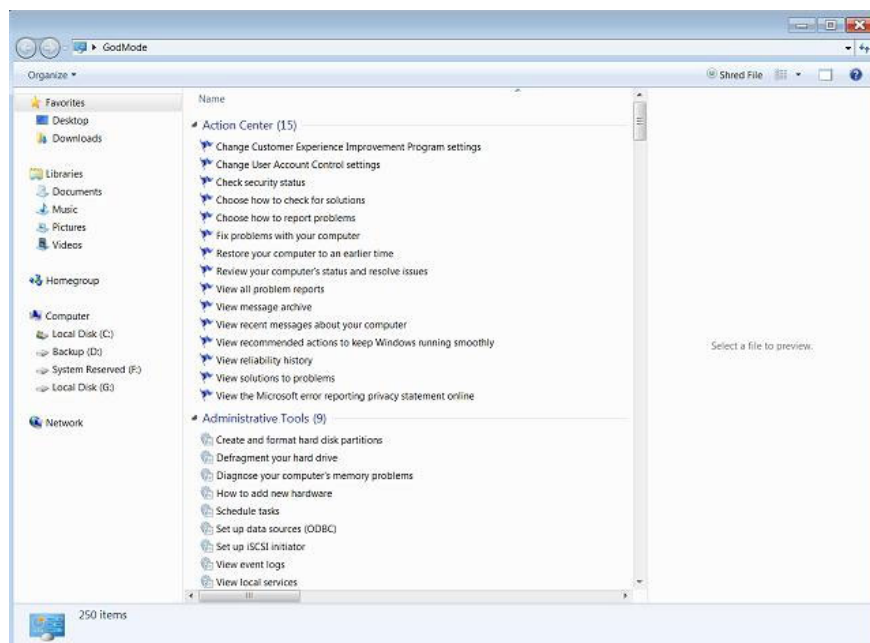 GodMode
Organize
Shred File
Favorites
Desktop
Downloads
Libraries
Documents
Music
Pictures
Videos
Homegroup
Computer
Local Disk (C:)
Backup (D:)
System Reserved (F:)
Local Disk (G:)
Network
Name
Action Center (15)
Change Customer Experience Improvement Program settings
Change User Account Control settings
Check security status
Choose how to check for solutions
Choose how to report problems
Fix problems with your computer
Restore your computer to an earlier time
Review your computer's status and resolve issues
View all problem reports
View message archive
View recent messages about your computer
View recommended actions to keep Windows running smoothly
View reliability history
View solutions to problems
View the Microsoft error reporting privacy statement online
Administrative Tools (9)
Create and format hard disk partitions
Defragment your hard drive
Diagnose your computer's memory problems
How to add new hardware
Schedule tasks
Set up data sources (ODBC)
Set up iSCSI initiator
View event logs
View local services
Select a file to preview.
250 items